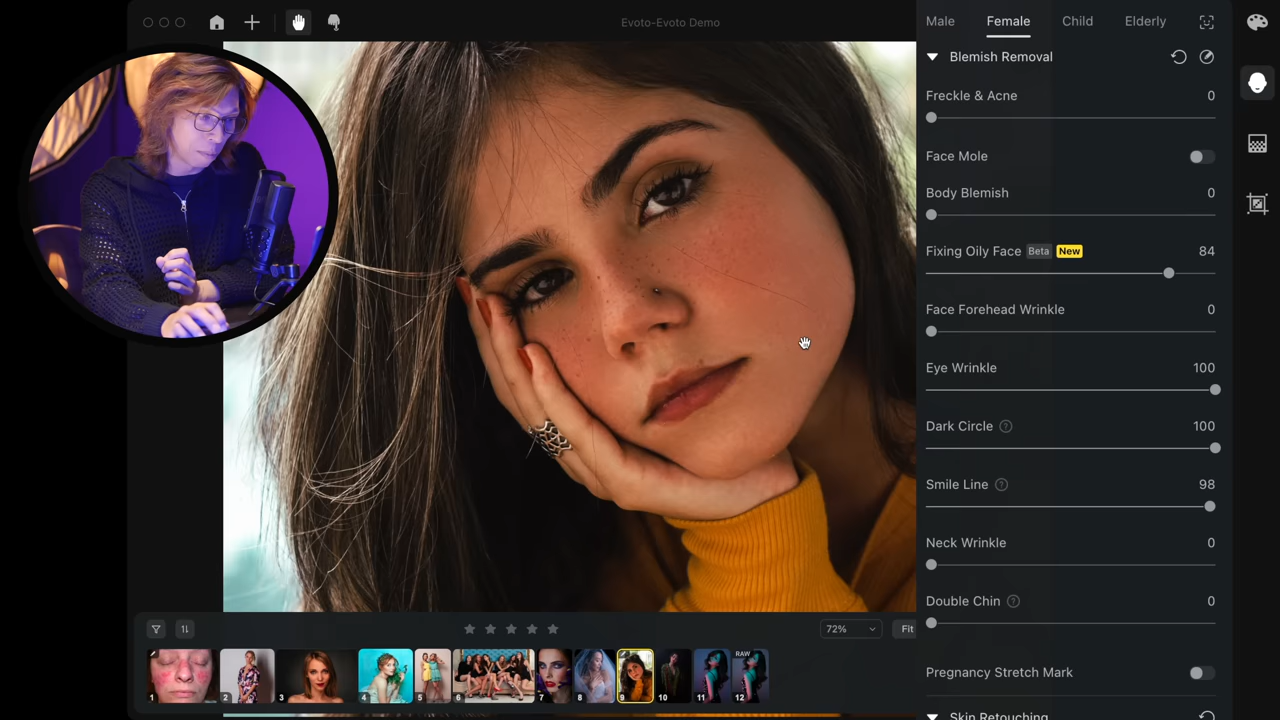 Evoto-Evoto Demo
Male Female Child Elderly
Blemish Removal
Freckle & Acne 0
Face Mole
Body Blemish 0
Fixing Oily Face Beta New 84
Face Forehead Wrinkle 0
Eye Wrinkle 100
Dark Circle ? 100
Smile Line ? 98
Neck Wrinkle 0
Double Chin ? 0
Pregnancy Stretch Mark
Skin Retouching
72% Fit
RAW
1 2 3 4 5 6 7 8 9 10 11 12